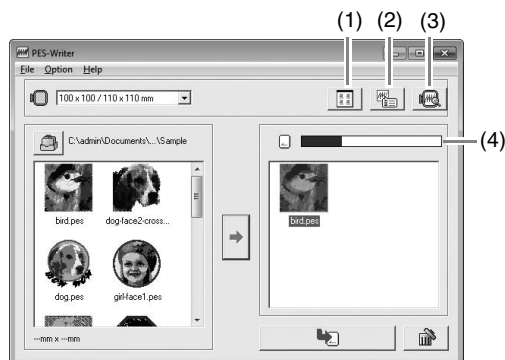 (1) (2) (3)
PES-Writer
File Option Help
100 x 100 / 110 x 110 mm
(4)
C:\admin\Documents\...\Sample
bird.pes dog-face2-cross...
bird.pes
dog.pes girl-face1.pes
---mm x ---mm